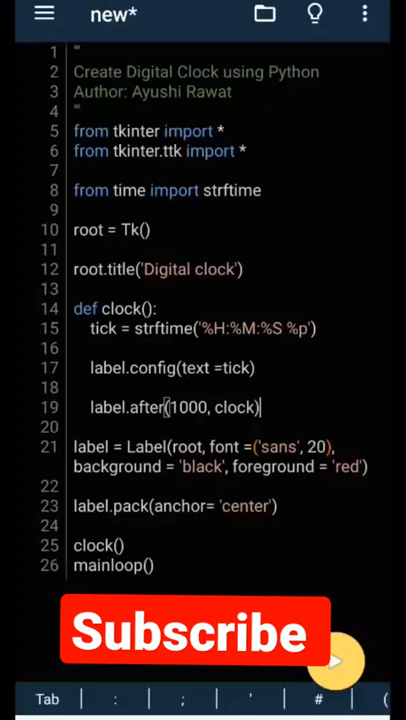 new*
1 '''
2 Create Digital Clock using Python
3 Author: Ayushi Rawat
4 '''
5 from tkinter import *
6 from tkinter.ttk import *
7
8 from time import strftime
9
10 root = Tk()
11
12 root.title('Digital clock')
13
14 def clock():
15 tick = strftime('%H:%M:%S %p')
16
17 label.config(text =tick)
18
19 label.after(1000, clock)
20
21 label = Label(root, font =('sans', 20),
background = 'black', foreground = 'red')
22
23 label.pack(anchor= 'center')
24
25 clock()
26 mainloop()
Subscribe
Tab : ; ' # (